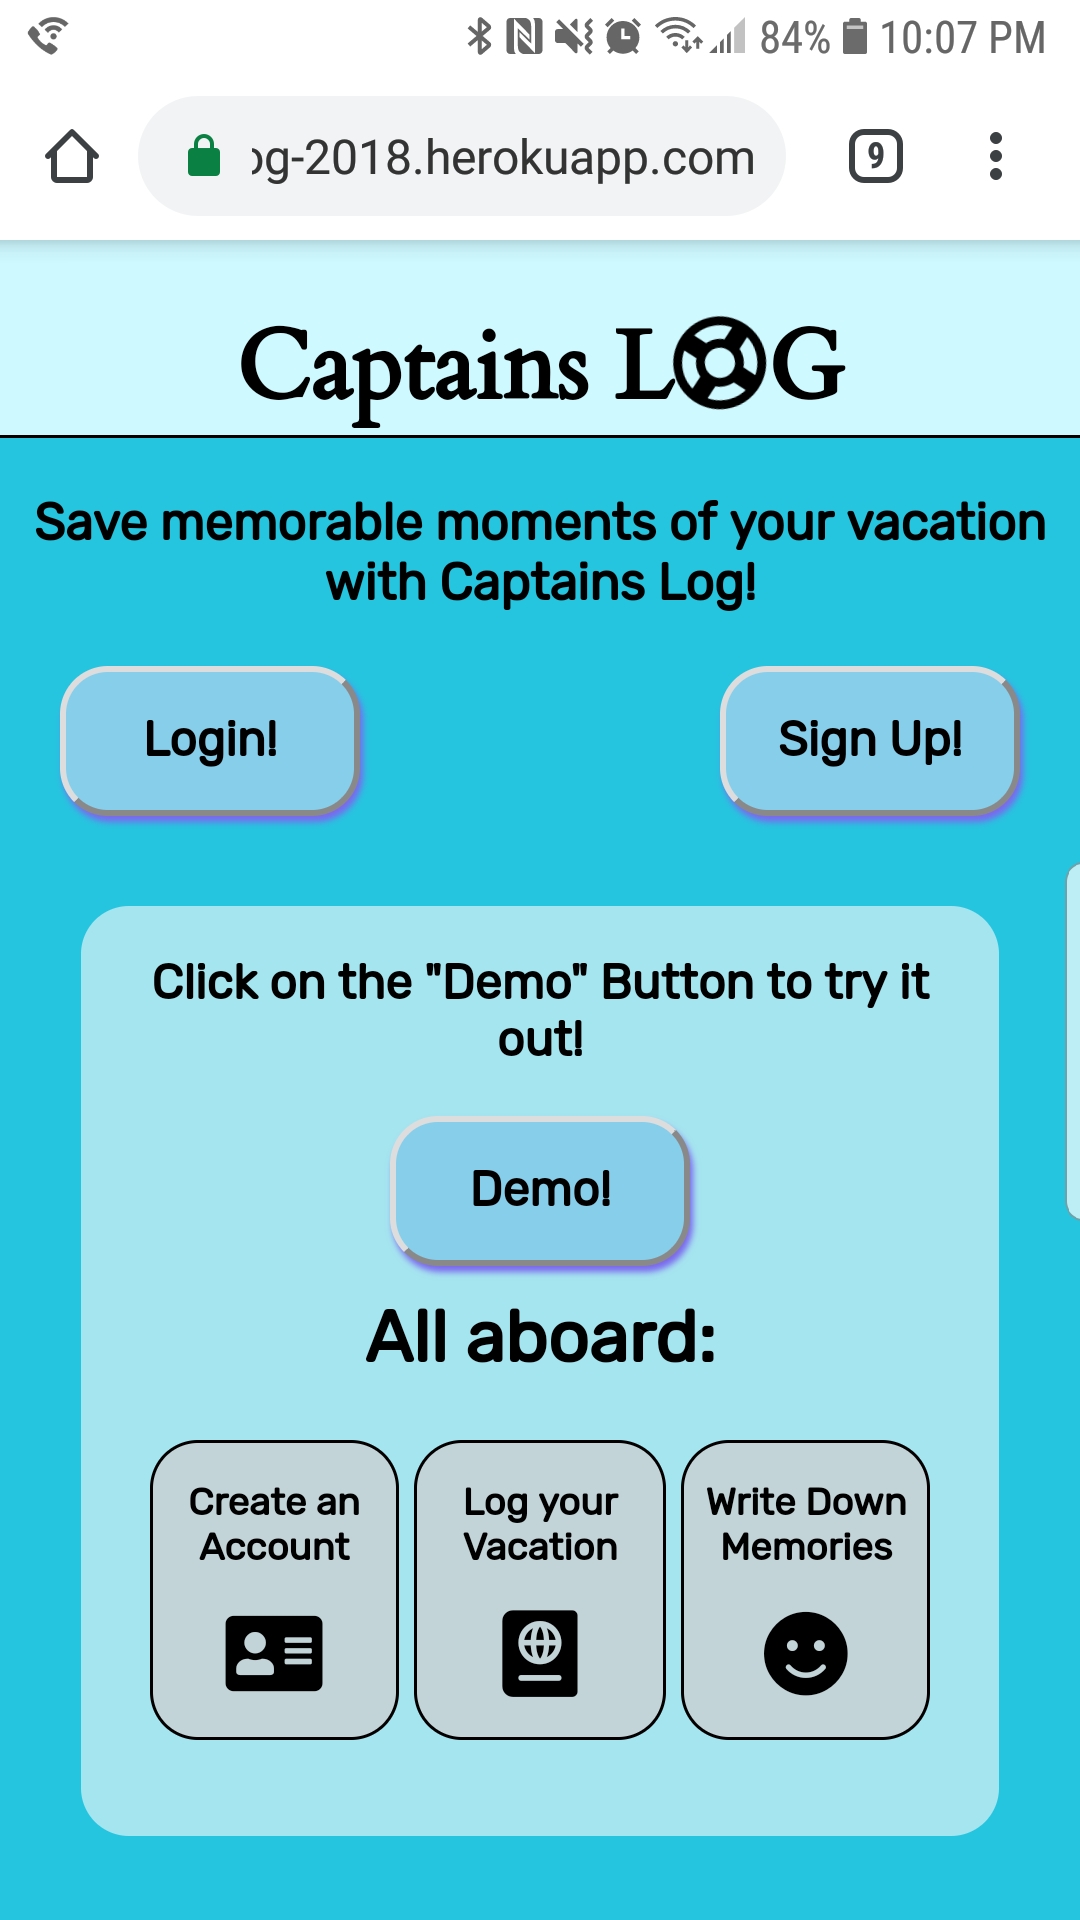 84% 10:07 PM
og-2018.herokuapp.com
9
Captains LOG
Save memorable moments of your vacation
with Captains Log!
Login!
Sign Up!
Click on the "Demo" Button to try it
out!
Demo!
All aboard:
Create an
Account
Log your
Vacation
Write Down
Memories